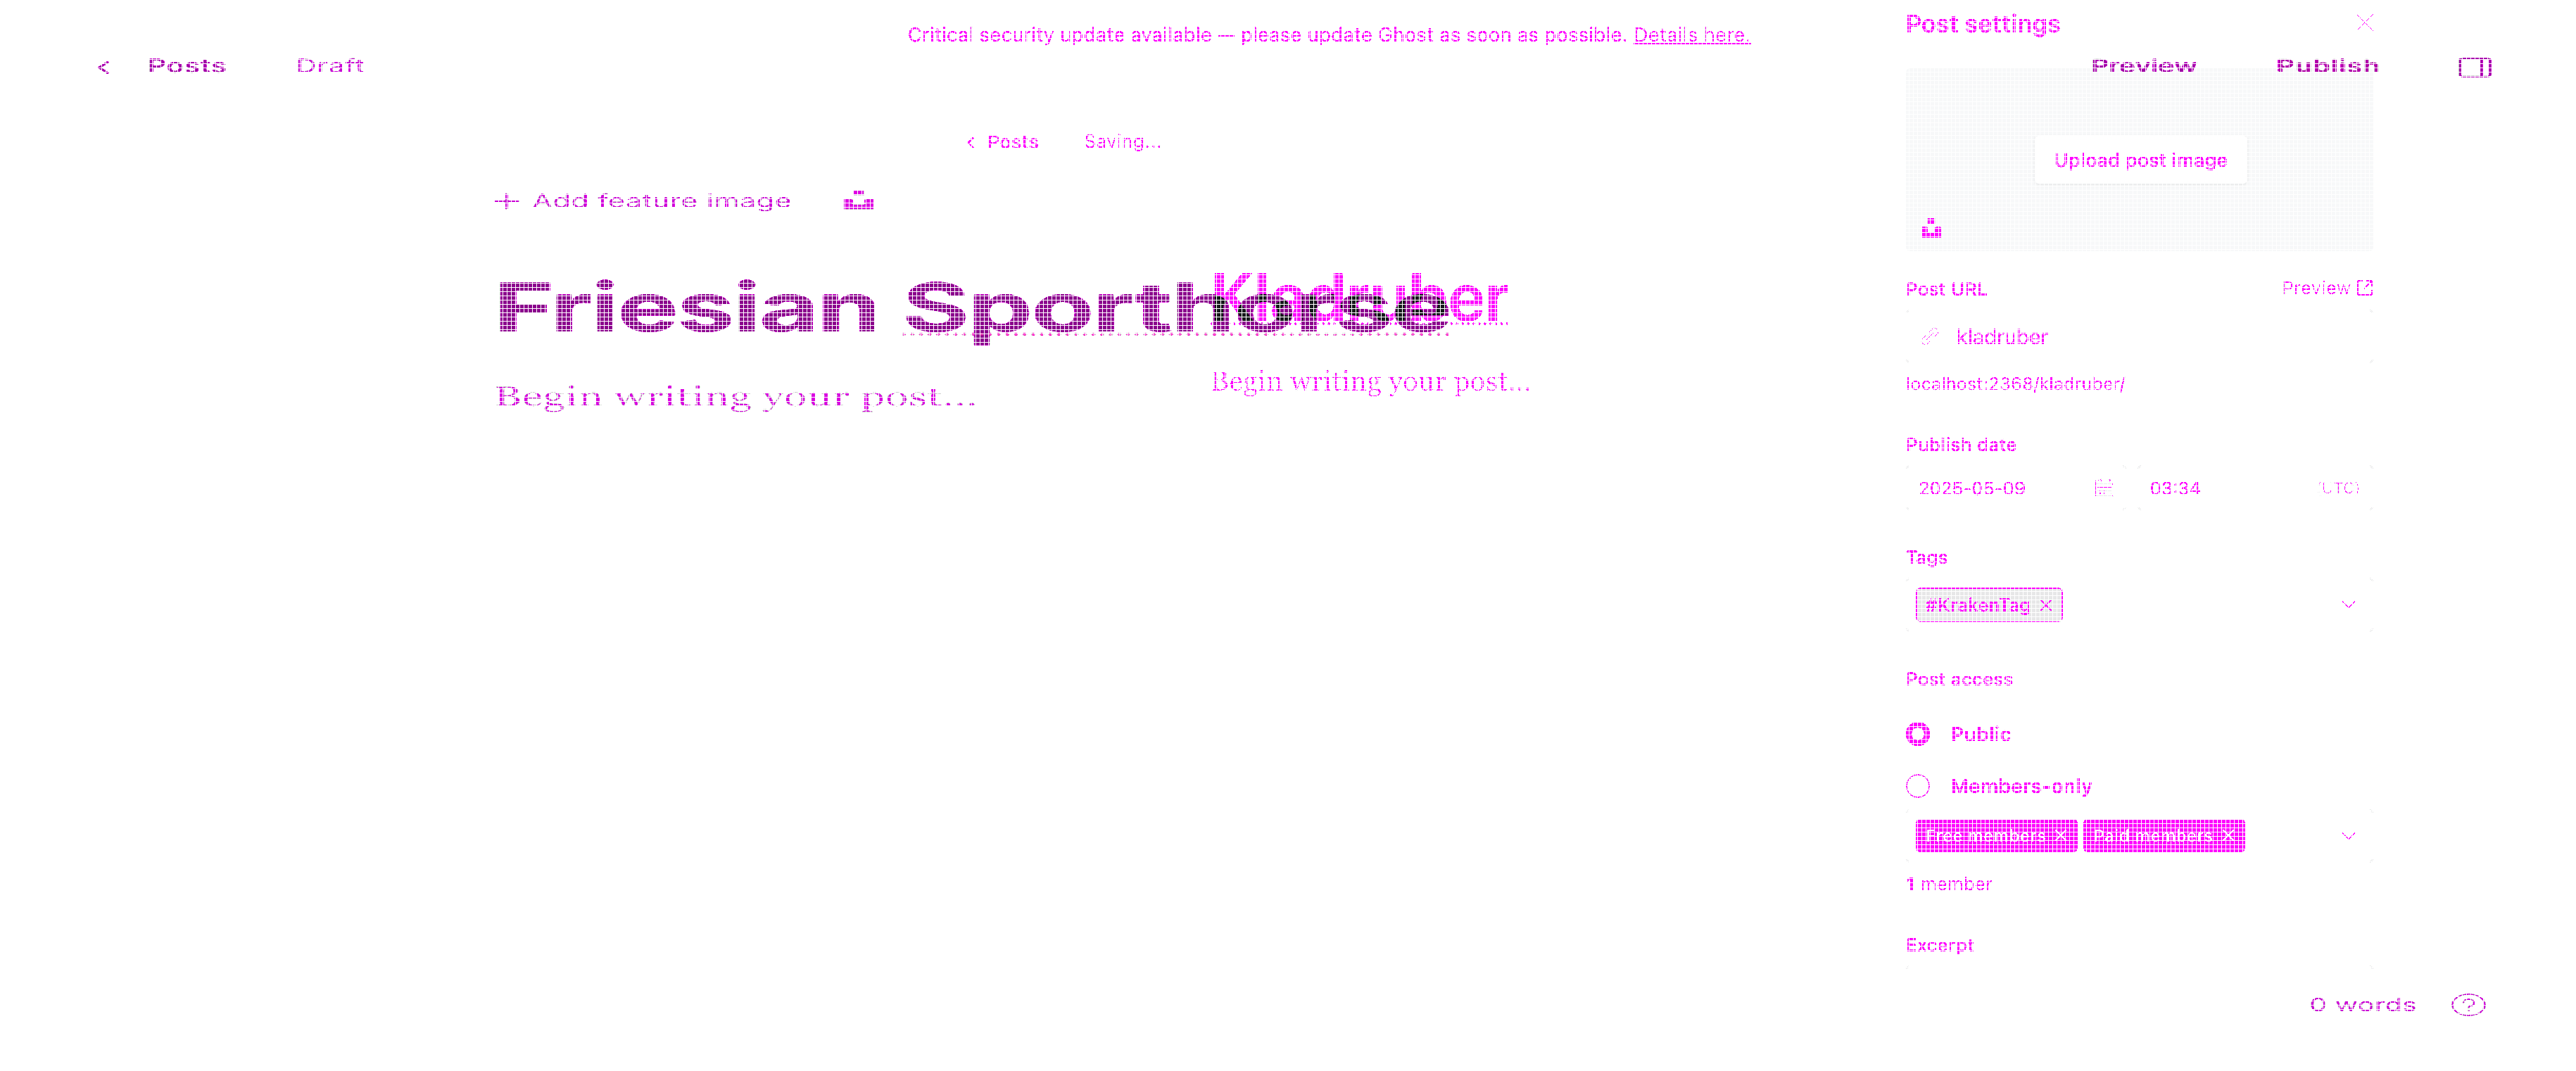 Critical security update available — please update Ghost as soon as possible. Details here.
Post settings
Posts
Draft
Preview
Publish
Posts
Saving...
Upload post image
Add feature image
Friesian Sporthorse
Kladruber
Post URL
Preview
kladruber
Begin writing your post...
Begin writing your post...
localhost:2368/kladruber/
Publish date
2025-05-09
03:34
(UTC)
Tags
#KrakenTag
Post access
Public
Members-only
Free members
Paid members
1 member
Excerpt
0 words
?